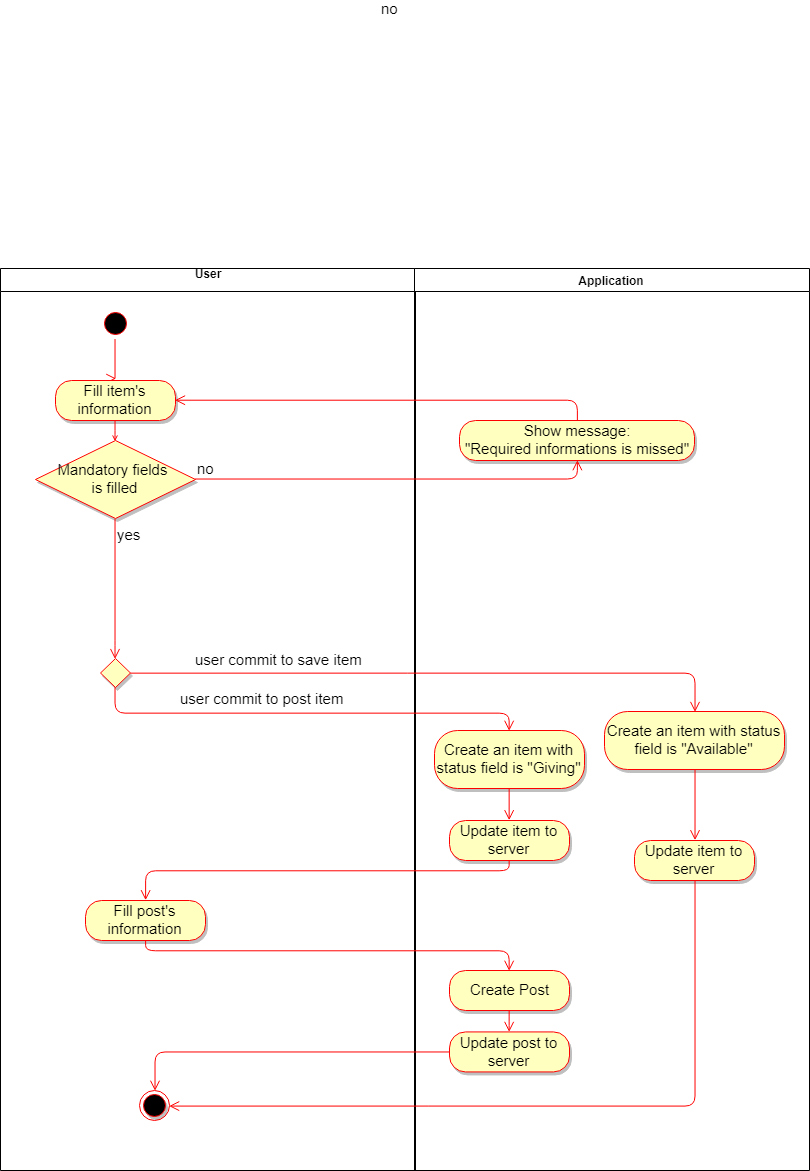 no
User
Application
Fill item's
information
Show message:
"Required informations is missed"
Mandatory fields
is filled
no
yes
user commit to save item
user commit to post item
Create an item with status
field is "Available"
Create an item with
status field is "Giving"
Update item to
server
Update item to
server
Fill post's
information
Create Post
Update post to
server